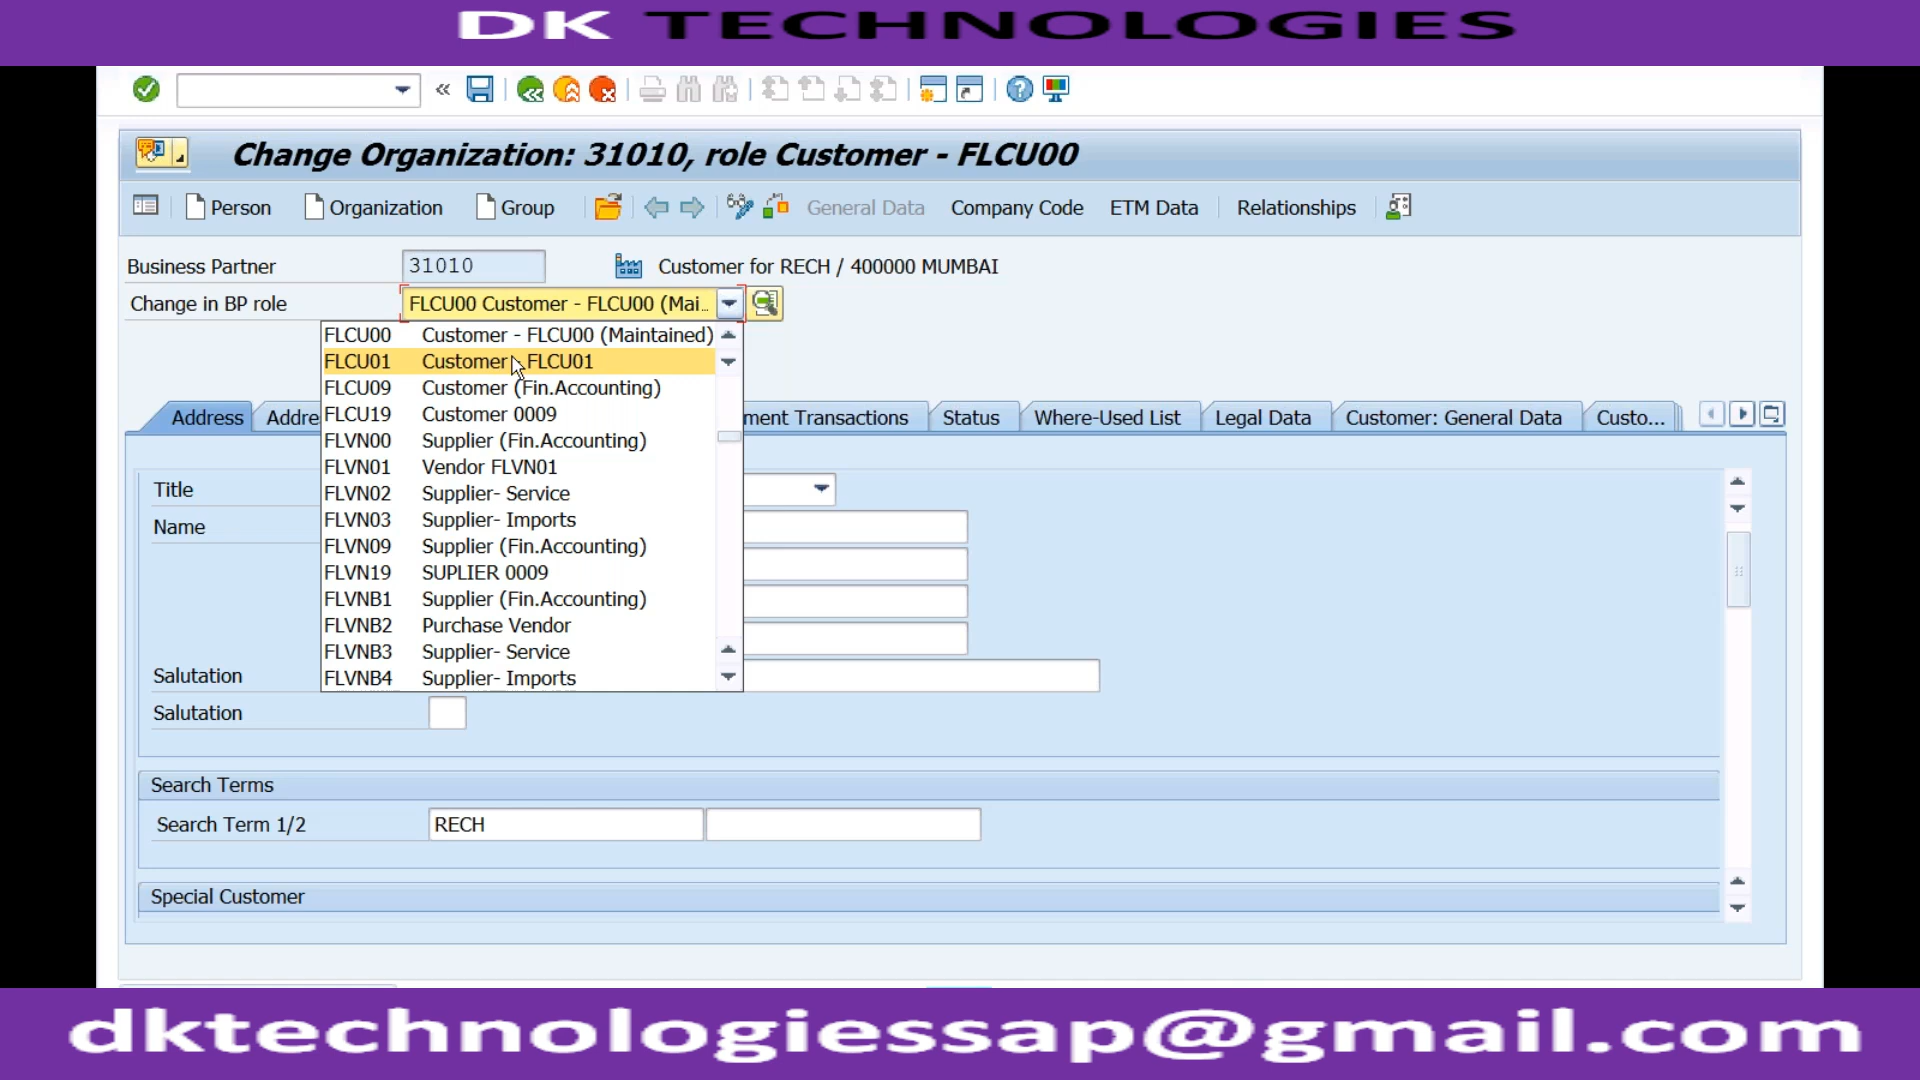 DK TECHNOLOGIES
Change Organization: 31010, role Customer - FLCU00
Person Organization Group General Data Company Code ETM Data Relationships
Business Partner 31010 Customer for RECH / 400000 MUMBAI
Change in BP role FLCU00 Customer - FLCU00 (Mai...
FLCU00 Customer - FLCU00 (Maintained)
FLCU01 Customer - FLCU01
FLCU09 Customer (Fin.Accounting)
FLCU19 Customer 0009
FLVN00 Supplier (Fin.Accounting)
FLVN01 Vendor FLVN01
FLVN02 Supplier- Service
FLVN03 Supplier- Imports
FLVN09 Supplier (Fin.Accounting)
FLVN19 SUPLIER 0009
FLVNB1 Supplier (Fin.Accounting)
FLVNB2 Purchase Vendor
FLVNB3 Supplier- Service
FLVNB4 Supplier- Imports
Address Addre ment Transactions Status Where-Used List Legal Data Customer: General Data Custo...
Title
Name
Salutation
Salutation
Search Terms
Search Term 1/2 RECH
Special Customer
dktechnologiessap@gmail.com